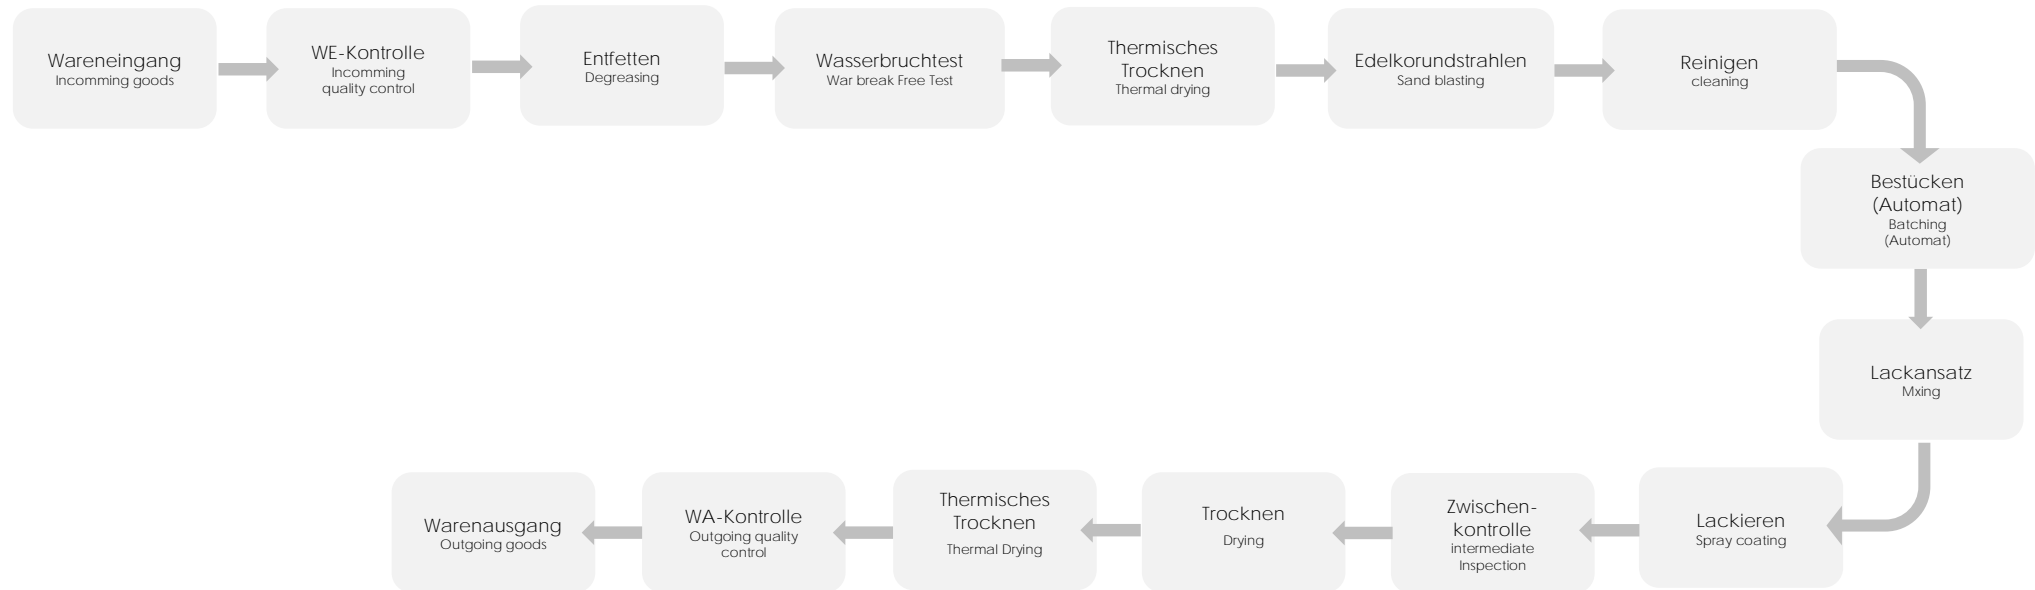 Wareneingang
Incomming goods
WE-Kontrolle
Incomming
quality control
Entfetten
Degreasing
Wasserbruchtest
War break Free Test
Thermisches
Trocknen
Thermal drying
Edelkorundstrahlen
Sand blasting
Reinigen
cleaning
Bestücken
(Automat)
Batching
(Automat)
Lackansatz
Mxing
Lackieren
Spray coating
Zwischen-
kontrolle
intermediate
Inspection
Trocknen
Drying
Thermisches
Trocknen
Thermal Drying
WA-Kontrolle
Outgoing quality
control
Warenausgang
Outgoing goods